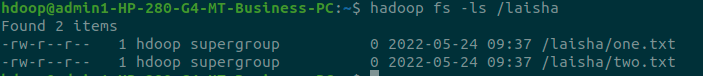 hdoop@admin1-HP-280-G4-MT-Business-PC:~$ hadoop fs -ls /laisha
Found 2 items
-rw-r--r--   1 hdoop supergroup          0 2022-05-24 09:37 /laisha/one.txt
-rw-r--r--   1 hdoop supergroup          0 2022-05-24 09:37 /laisha/two.txt